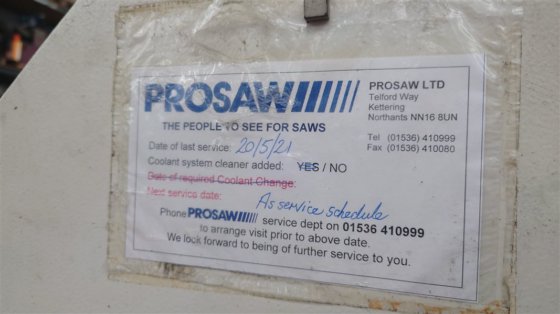 PROSAW
PROSAW LTD
Telford Way
Kettering
Northants NN16 8UN
THE PEOPLE TO SEE FOR SAWS
Tel (01536) 410999
Fax (01536) 410080
Date of last service: 20/5/21
Coolant system cleaner added: YES / NO
Date of required Coolant Change:
Next service date: As service schedule
Phone PROSAW service dept on 01536 410999
to arrange visit prior to above date.
We look forward to being of further service to you.